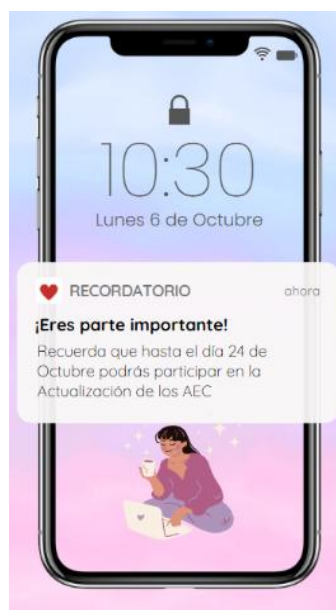 10:30
Lunes 6 de Octubre
RECORDATORIO ahora
¡Eres parte importante!
Recuerda que hasta el día 24 de
Octubre podrás participar en la
Actualización de los AEC